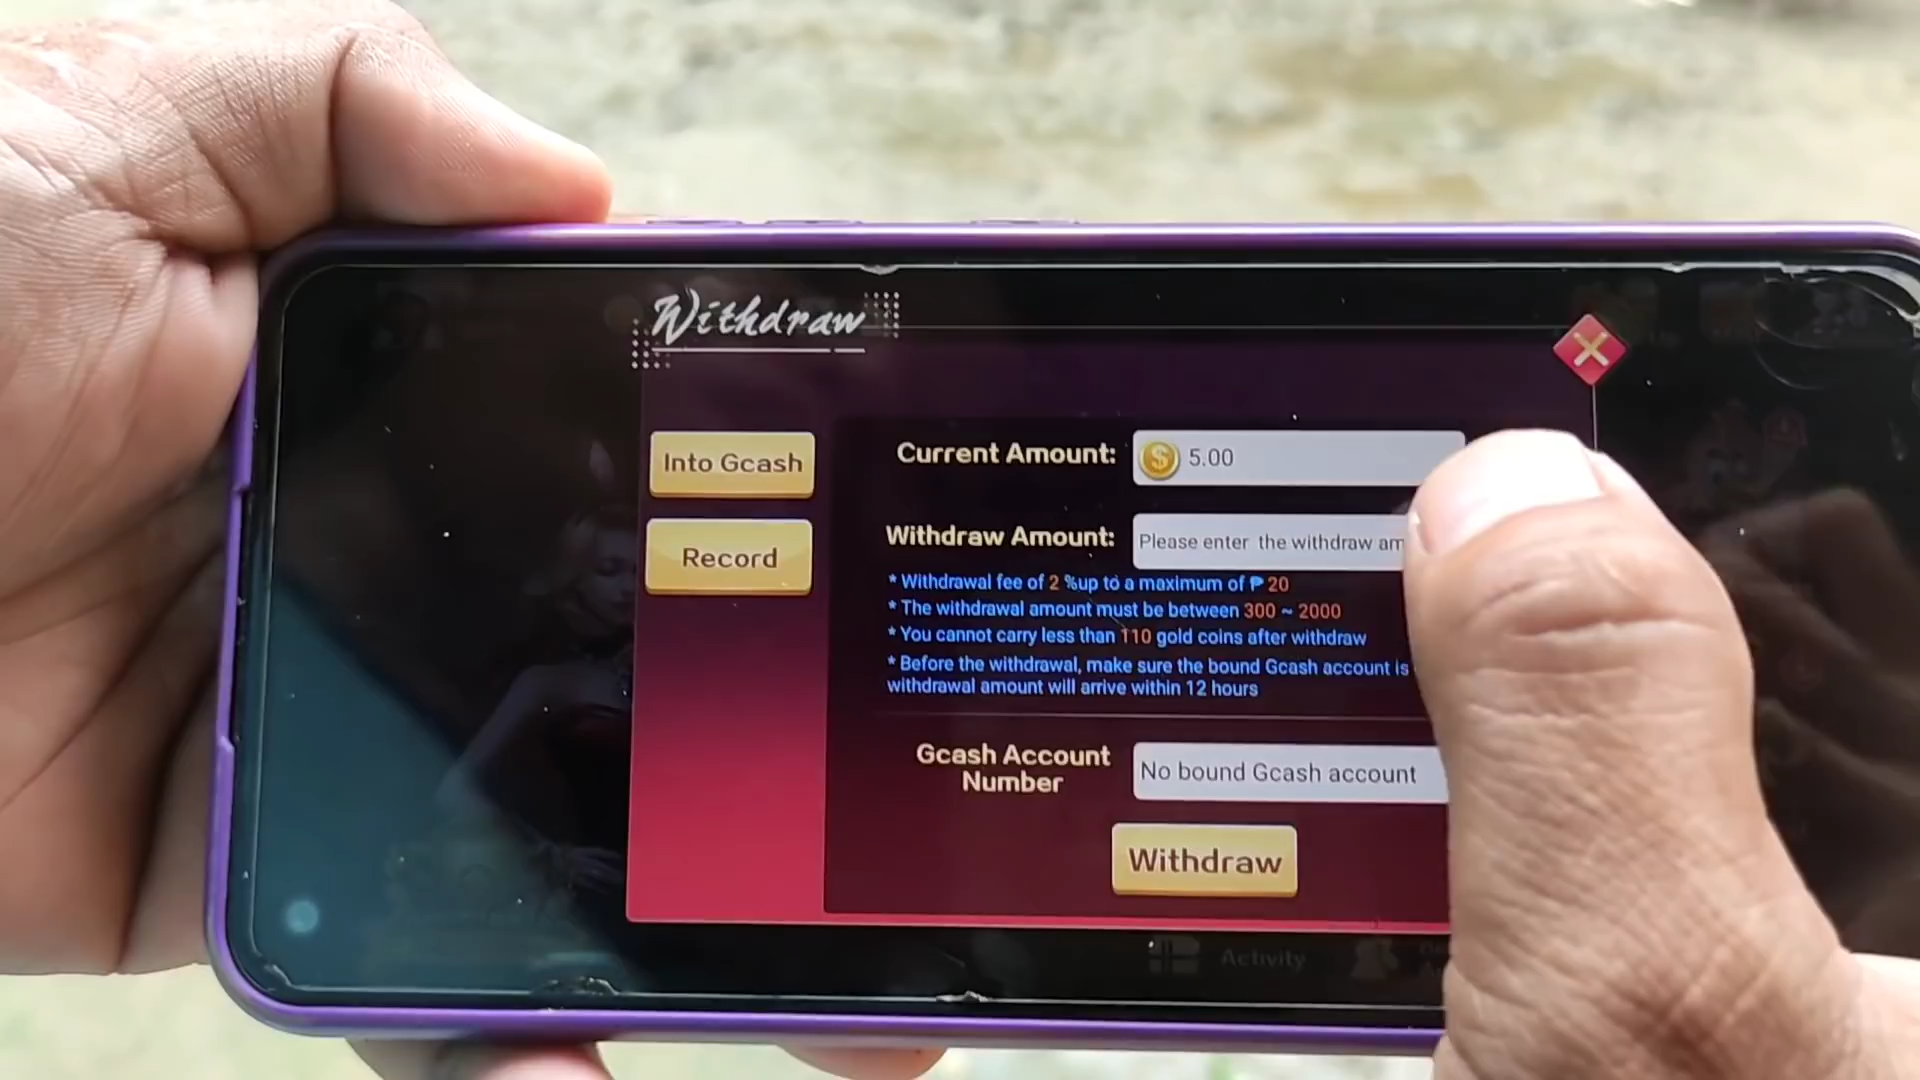 Withdraw
Into Gcash
Record
Current Amount:
5.00
Withdraw Amount:
Please enter the withdraw am
* Withdrawal fee of 2 %up to a maximum of ₱ 20
* The withdrawal amount must be between 300 ~ 2000
* You cannot carry less than 110 gold coins after withdraw
* Before the withdrawal, make sure the bound Gcash account is
withdrawal amount will arrive within 12 hours
Gcash Account
Number
No bound Gcash account
Withdraw
Activity